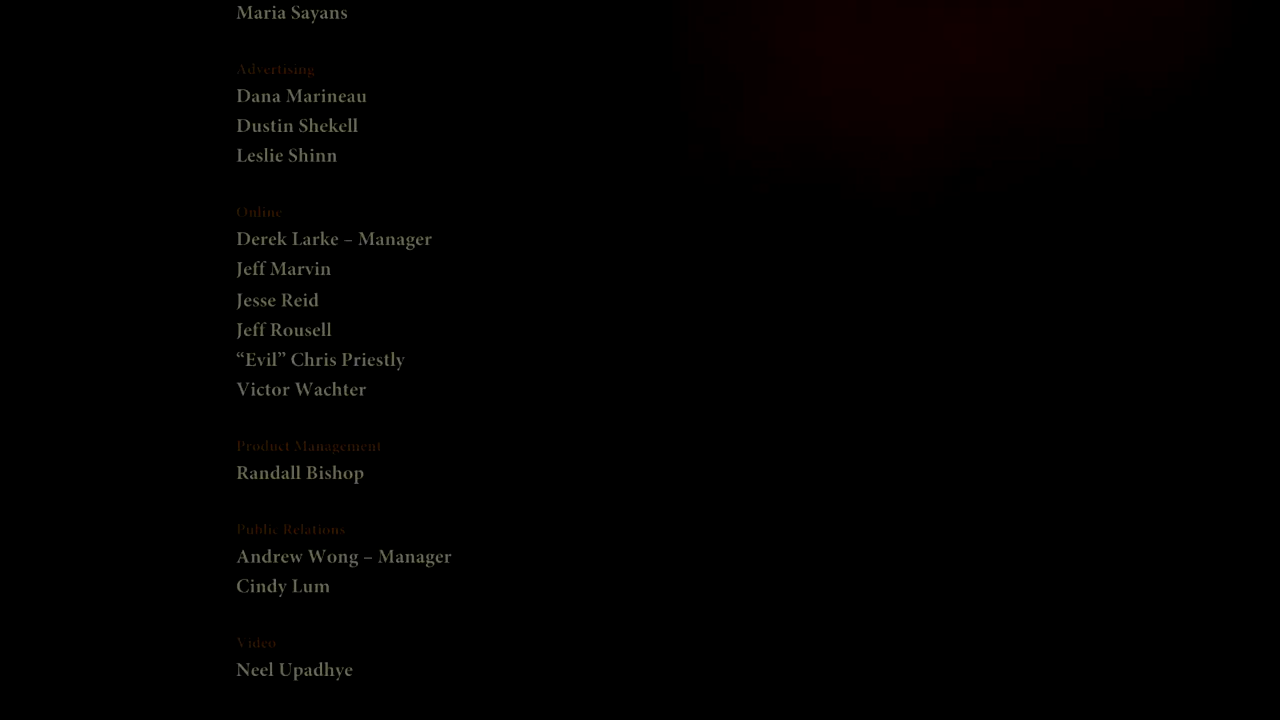 Maria Sayans
Advertising
Dana Marineau
Dustin Shekell
Leslie Shinn
Online
Derek Larke – Manager
Jeff Marvin
Jesse Reid
Jeff Rousell
“Evil” Chris Priestly
Victor Wachter
Product Management
Randall Bishop
Public Relations
Andrew Wong – Manager
Cindy Lum
Video
Neel Upadhye